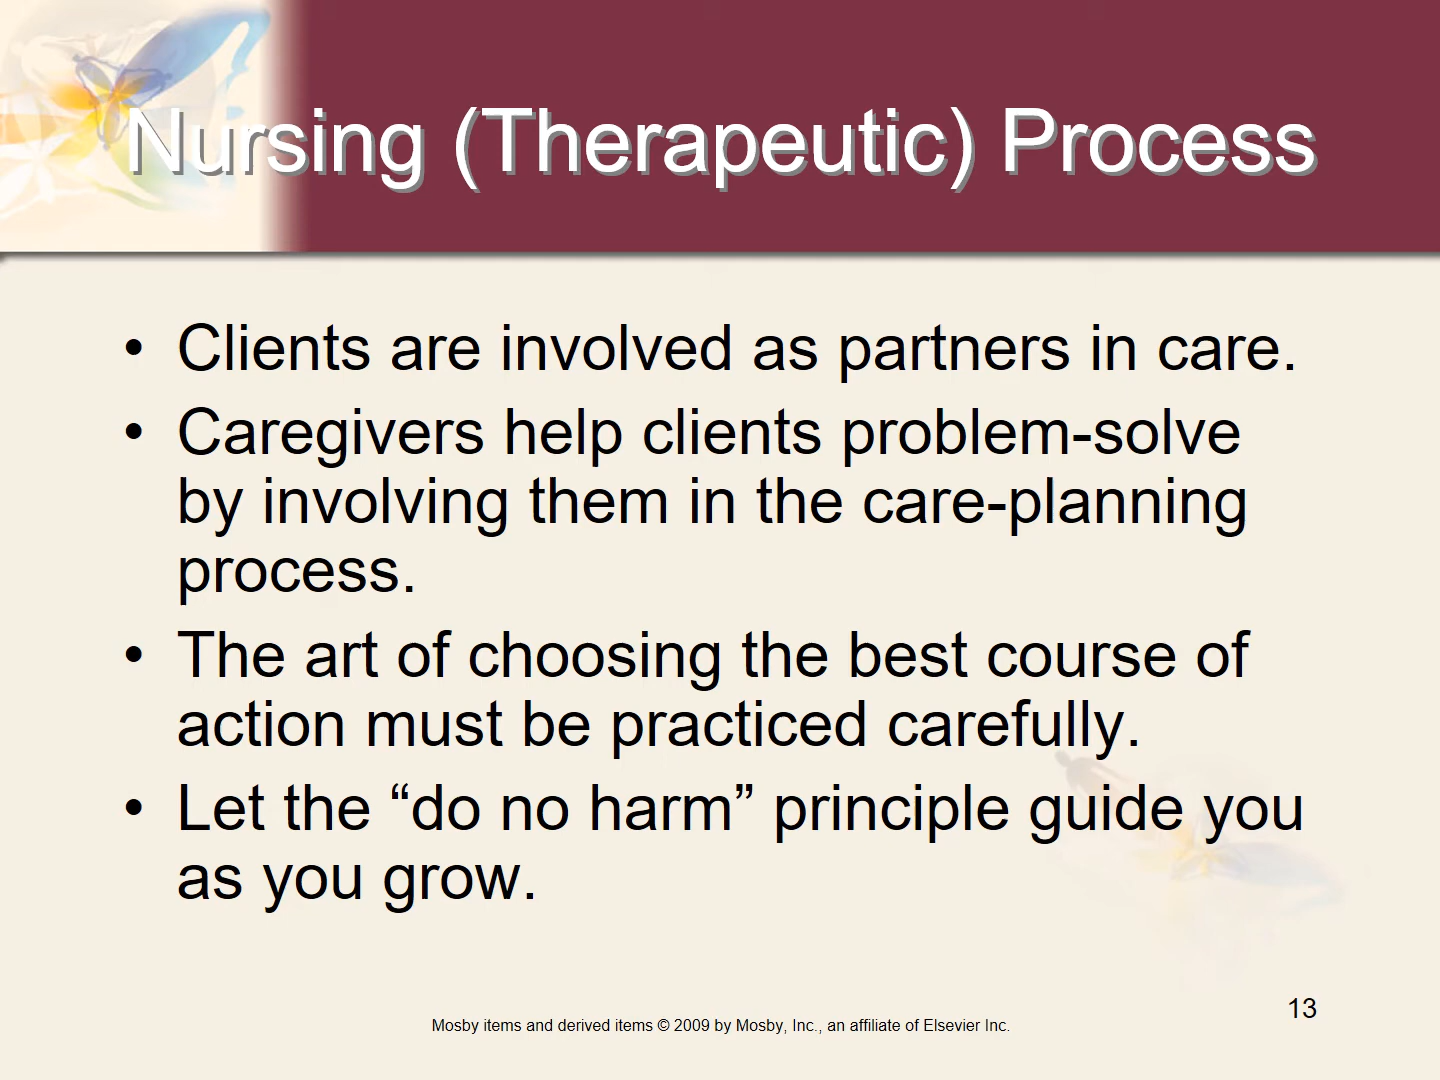 Nursing (Therapeutic) Process
• Clients are involved as partners in care.
• Caregivers help clients problem-solve
by involving them in the care-planning
process.
• The art of choosing the best course of
action must be practiced carefully.
• Let the “do no harm” principle guide you
as you grow.
13
Mosby items and derived items © 2009 by Mosby, Inc., an affiliate of Elsevier Inc.